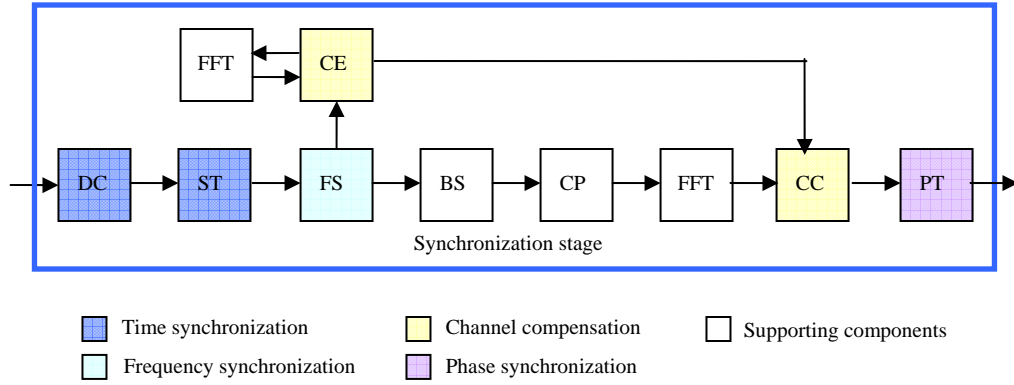 FFT CE
DC ST FS BS CP FFT CC PT
Synchronization stage
Time synchronization Channel compensation Supporting components
Frequency synchronization Phase synchronization